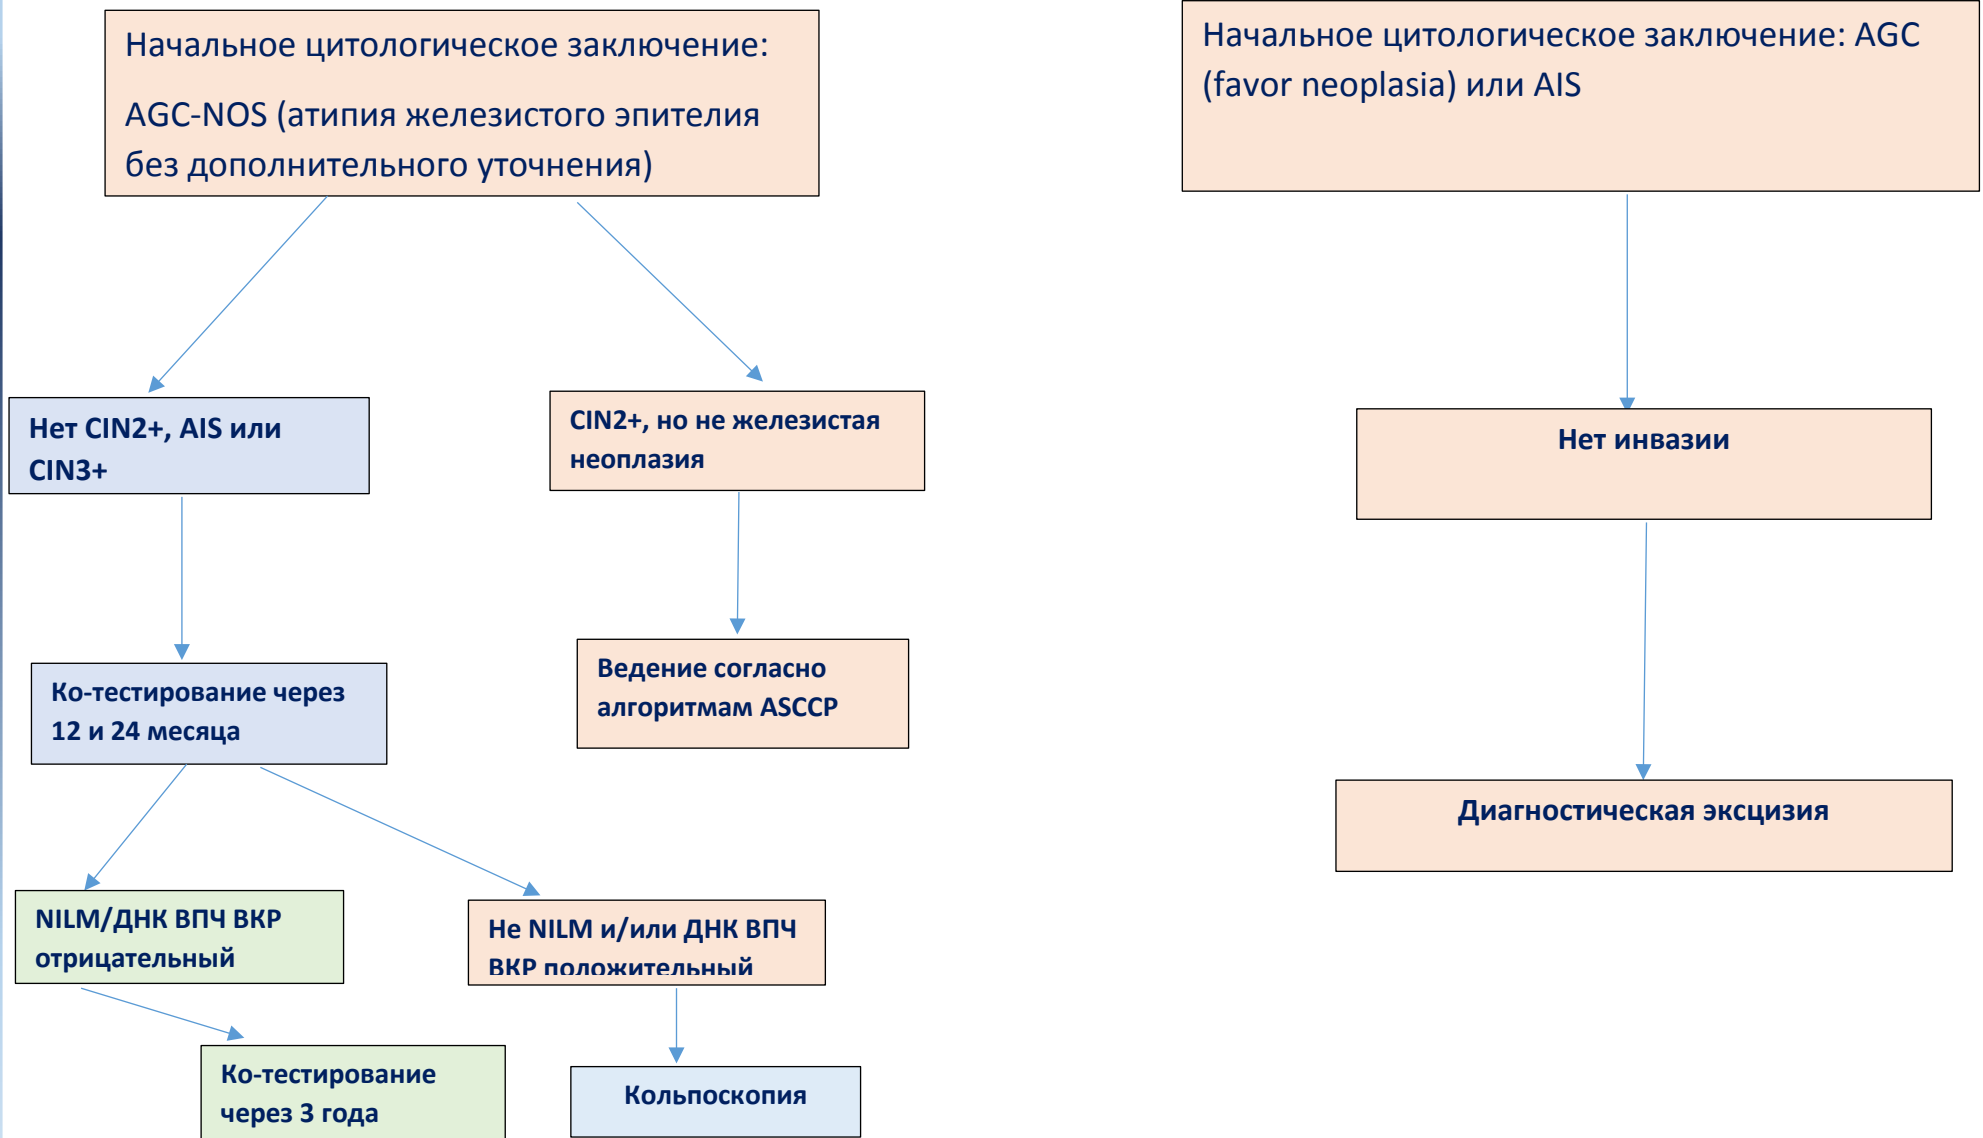 Начальное цитологическое заключение:
AGC-NOS (атипия железистого эпителия
без дополнительного уточнения)
Начальное цитологическое заключение: AGC
(favor neoplasia) или AIS
Нет CIN2+, AIS или
CIN3+
CIN2+, но не железистая
неоплазия
Нет инвазии
Ко-тестирование через
12 и 24 месяца
Ведение согласно
алгоритмам ASCCP
Диагностическая эксцизия
NILM/ДНК ВПЧ ВКР
отрицательный
Не NILM и/или ДНК ВПЧ
ВКР положительный
Ко-тестирование
через 3 года
Кольпоскопия